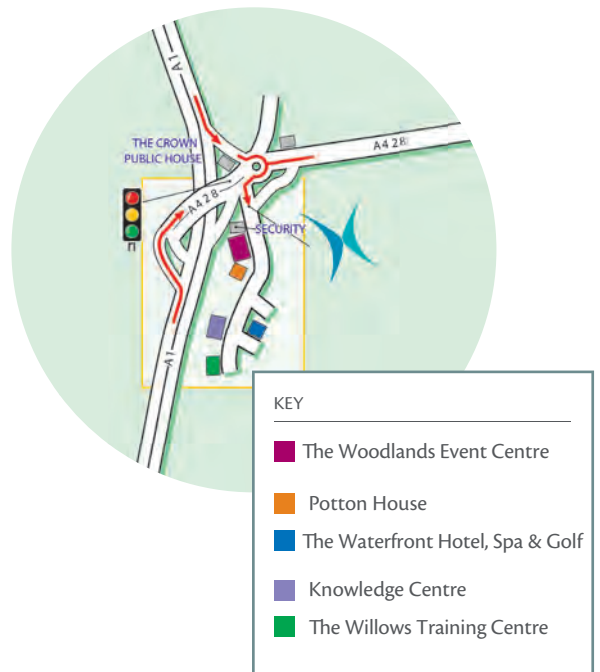 A1
THE CROWN
PUBLIC HOUSE
A428
A428
SECURITY
A1
KEY
The Woodlands Event Centre
Potton House
The Waterfront Hotel, Spa & Golf
Knowledge Centre
The Willows Training Centre